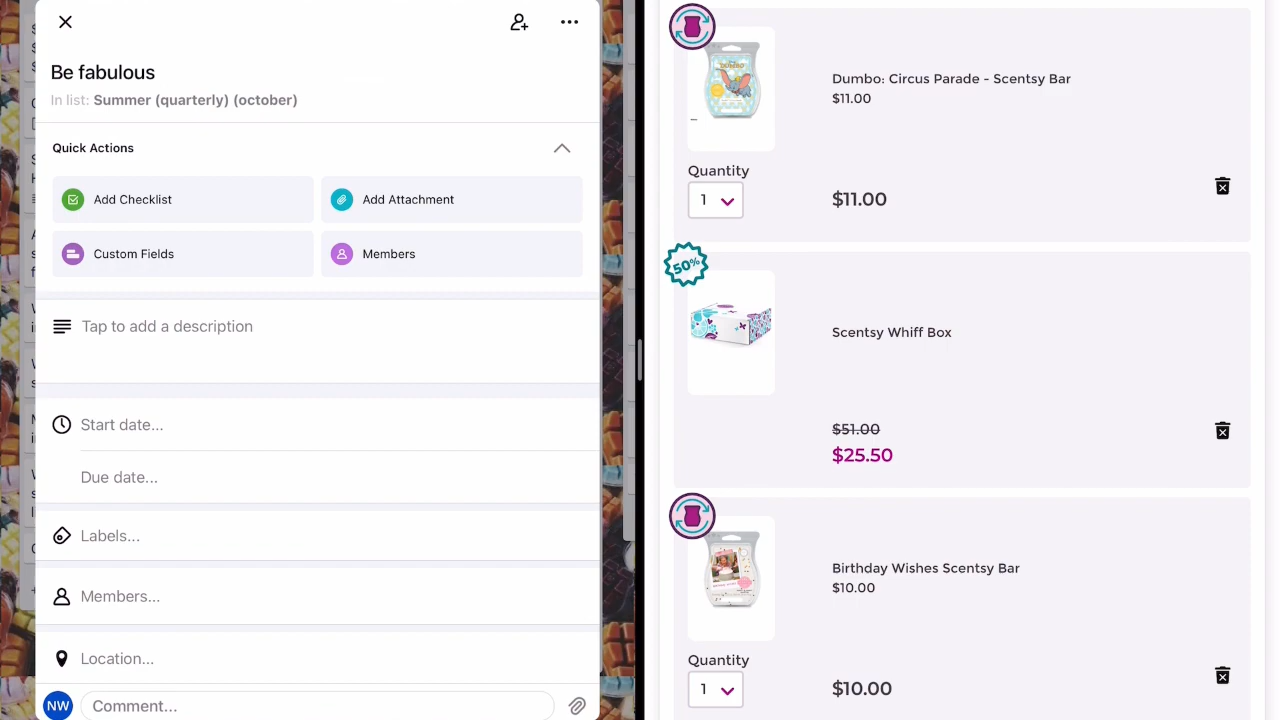 Be fabulous
In list: Summer (quarterly) (october)
Quick Actions
Add Checklist
Add Attachment
Custom Fields
Members
Tap to add a description
Start date...
Due date...
Labels...
Members...
Location...
NW
Comment...
DUMBO
Dumbo: Circus Parade - Scentsy Bar
$11.00
Quantity
1
$11.00
50%
Scentsy Whiff Box
$51.00
$25.50
Birthday Wishes Scentsy Bar
$10.00
Quantity
1
$10.00